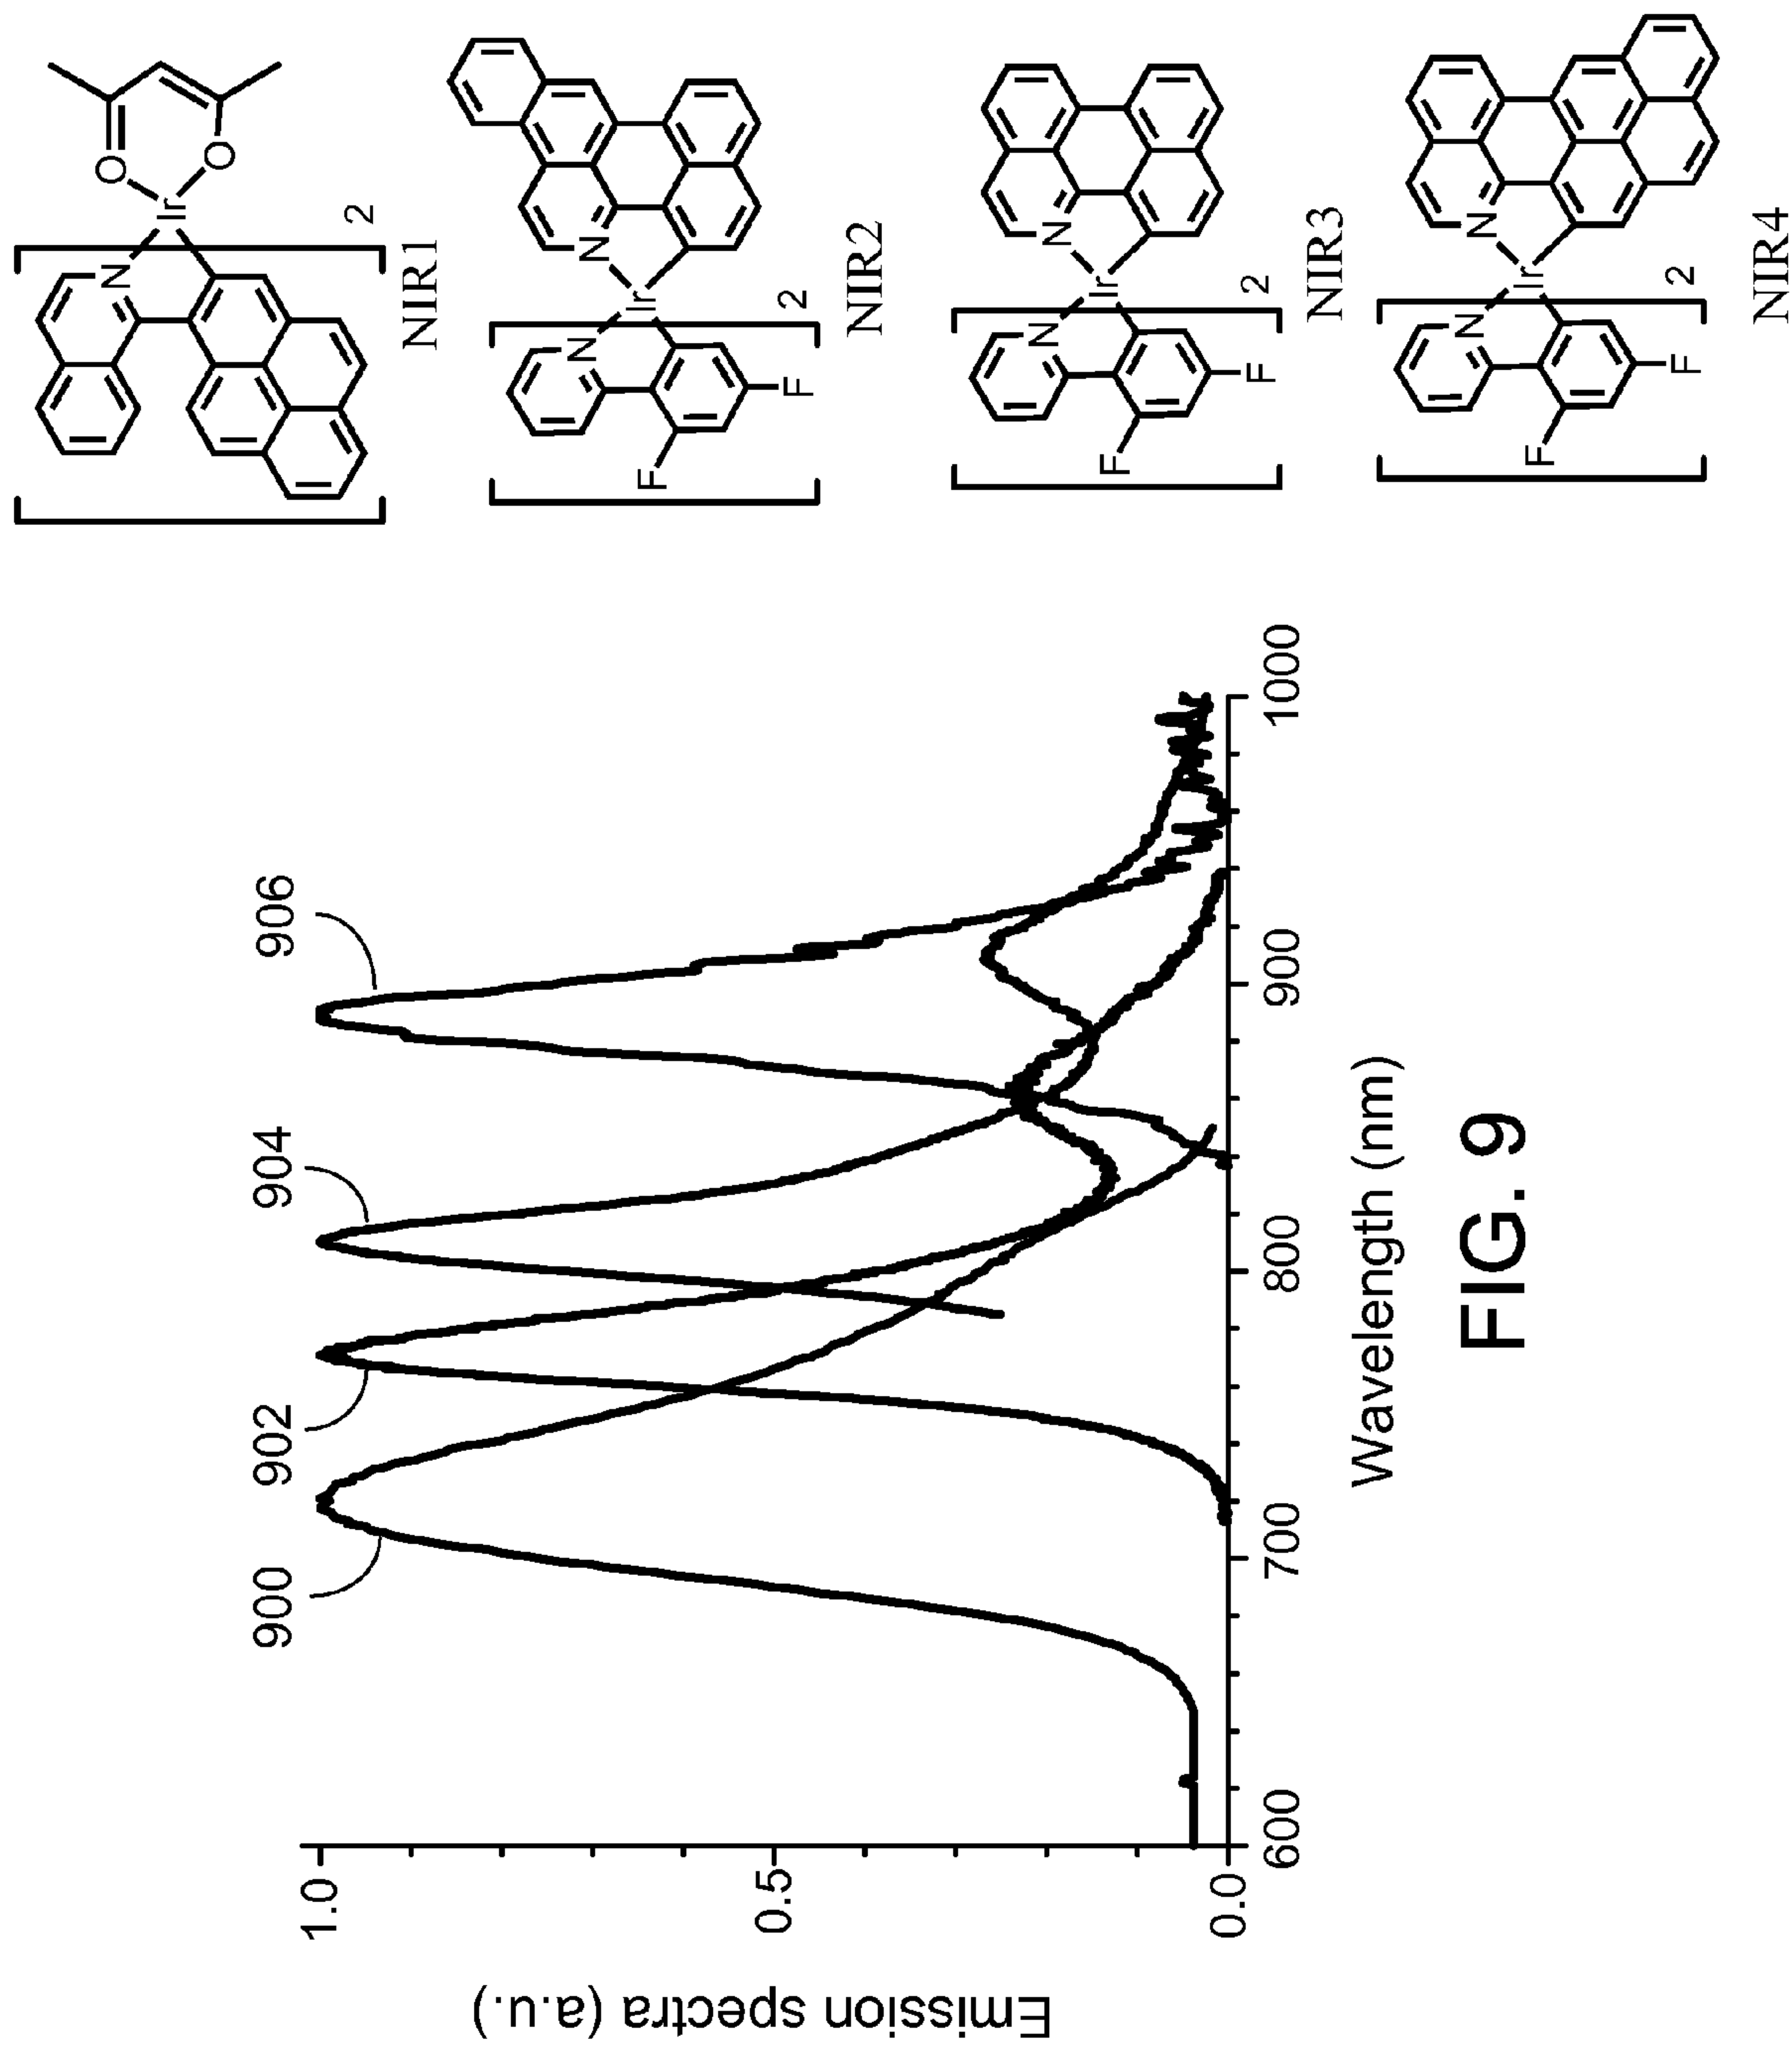 900
902
904
906
Emission spectra (a.u.)
1.0
0.5
0.0
600
700
800
900
1000
Wavelength (nm)
FIG. 9
N
Ir
O
O
2
NIR1
N
Ir
N
F
F
2
NIR2
N
Ir
N
F
F
2
NIR3
N
Ir
N
F
F
2
NIR4